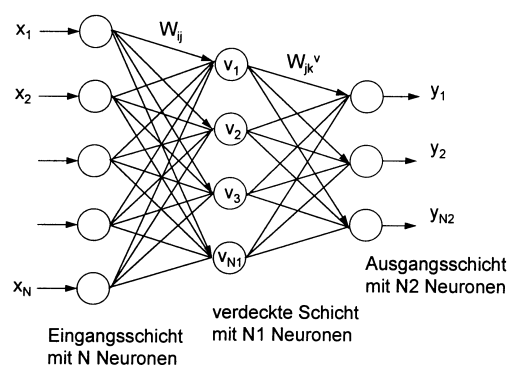 x1
Wij
v1
Wjkv
x2
y1
v2
y2
v3
yN2
vN1
xN
Ausgangsschicht
mit N2 Neuronen
verdeckte Schicht
mit N1 Neuronen
Eingangsschicht
mit N Neuronen